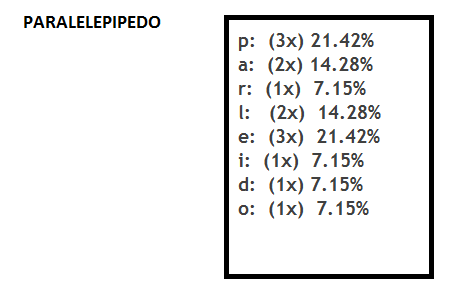 PARALELEPIPEDO
p: (3x) 21.42%
a: (2x) 14.28%
r: (1x) 7.15%
l: (2x) 14.28%
e: (3x) 21.42%
i: (1x) 7.15%
d: (1x) 7.15%
o: (1x) 7.15%